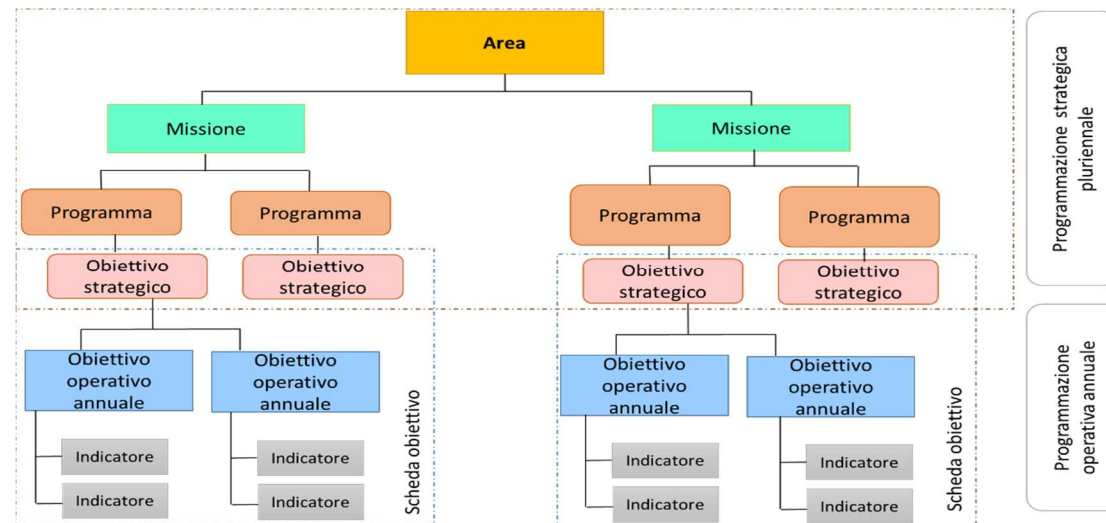 Area
Missione
Missione
Programma
Programma
Programma
Programma
Obiettivo
strategico
Obiettivo
strategico
Obiettivo
strategico
Obiettivo
strategico
Obiettivo
operativo
annuale
Obiettivo
operativo
annuale
Obiettivo
operativo
annuale
Obiettivo
operativo
annuale
Indicatore
Indicatore
Indicatore
Indicatore
Indicatore
Indicatore
Indicatore
Indicatore
Scheda obiettivo
Scheda obiettivo
Programmazione strategica
pluriennale
Programmazione
operativa annuale